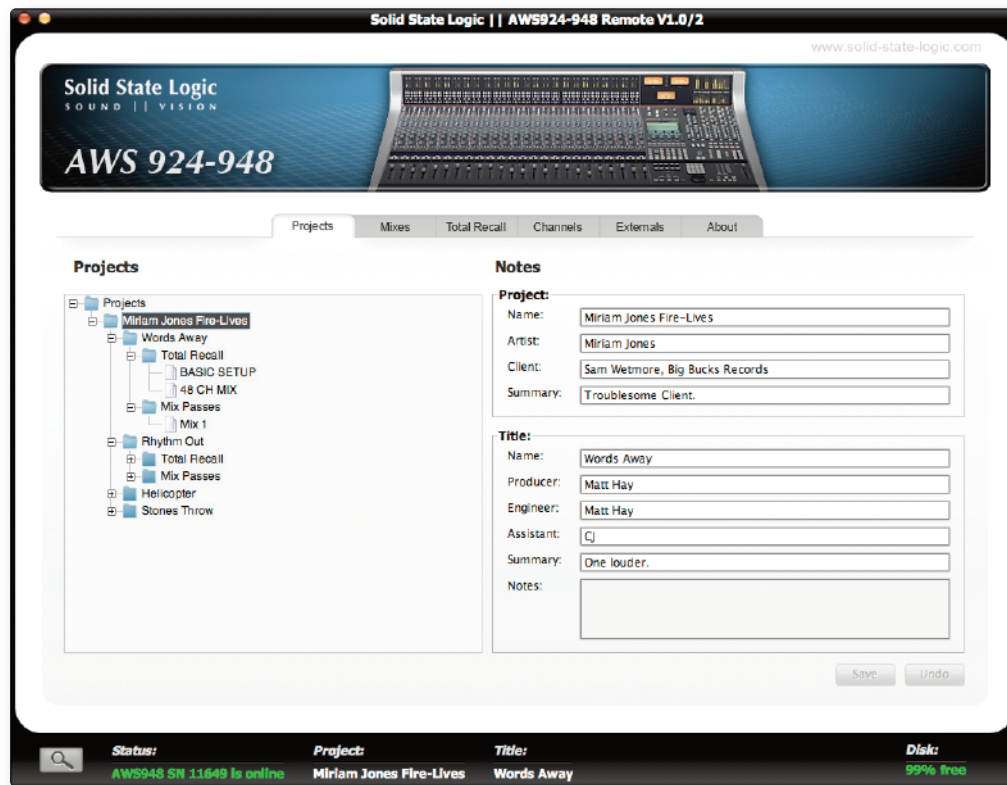 Solid State Logic || AWS924-948 Remote V1.0/2
www.solid-state-logic.com
Solid State Logic
SOUND || VISION
AWS 924-948
Projects Mixes Total Recall Channels Externals About
Projects
Projects
Miriam Jones Fire-Lives
Words Away
Total Recall
BASIC SETUP
48 CH MIX
Mix Passes
Mix 1
Rhythm Out
Total Recall
Mix Passes
Helicopter
Stones Throw
Notes
Project:
Name: Miriam Jones Fire-Lives
Artist: Miriam Jones
Client: Sam Wetmore, Big Bucks Records
Summary: Troublesome Client.
Title:
Name: Words Away
Producer: Matt Hay
Engineer: Matt Hay
Assistant: CJ
Summary: One louder.
Notes:
Save Undo
Status: Project: Title: Disk:
AWS948 SN 11649 is online Miriam Jones Fire-Lives Words Away 99% free